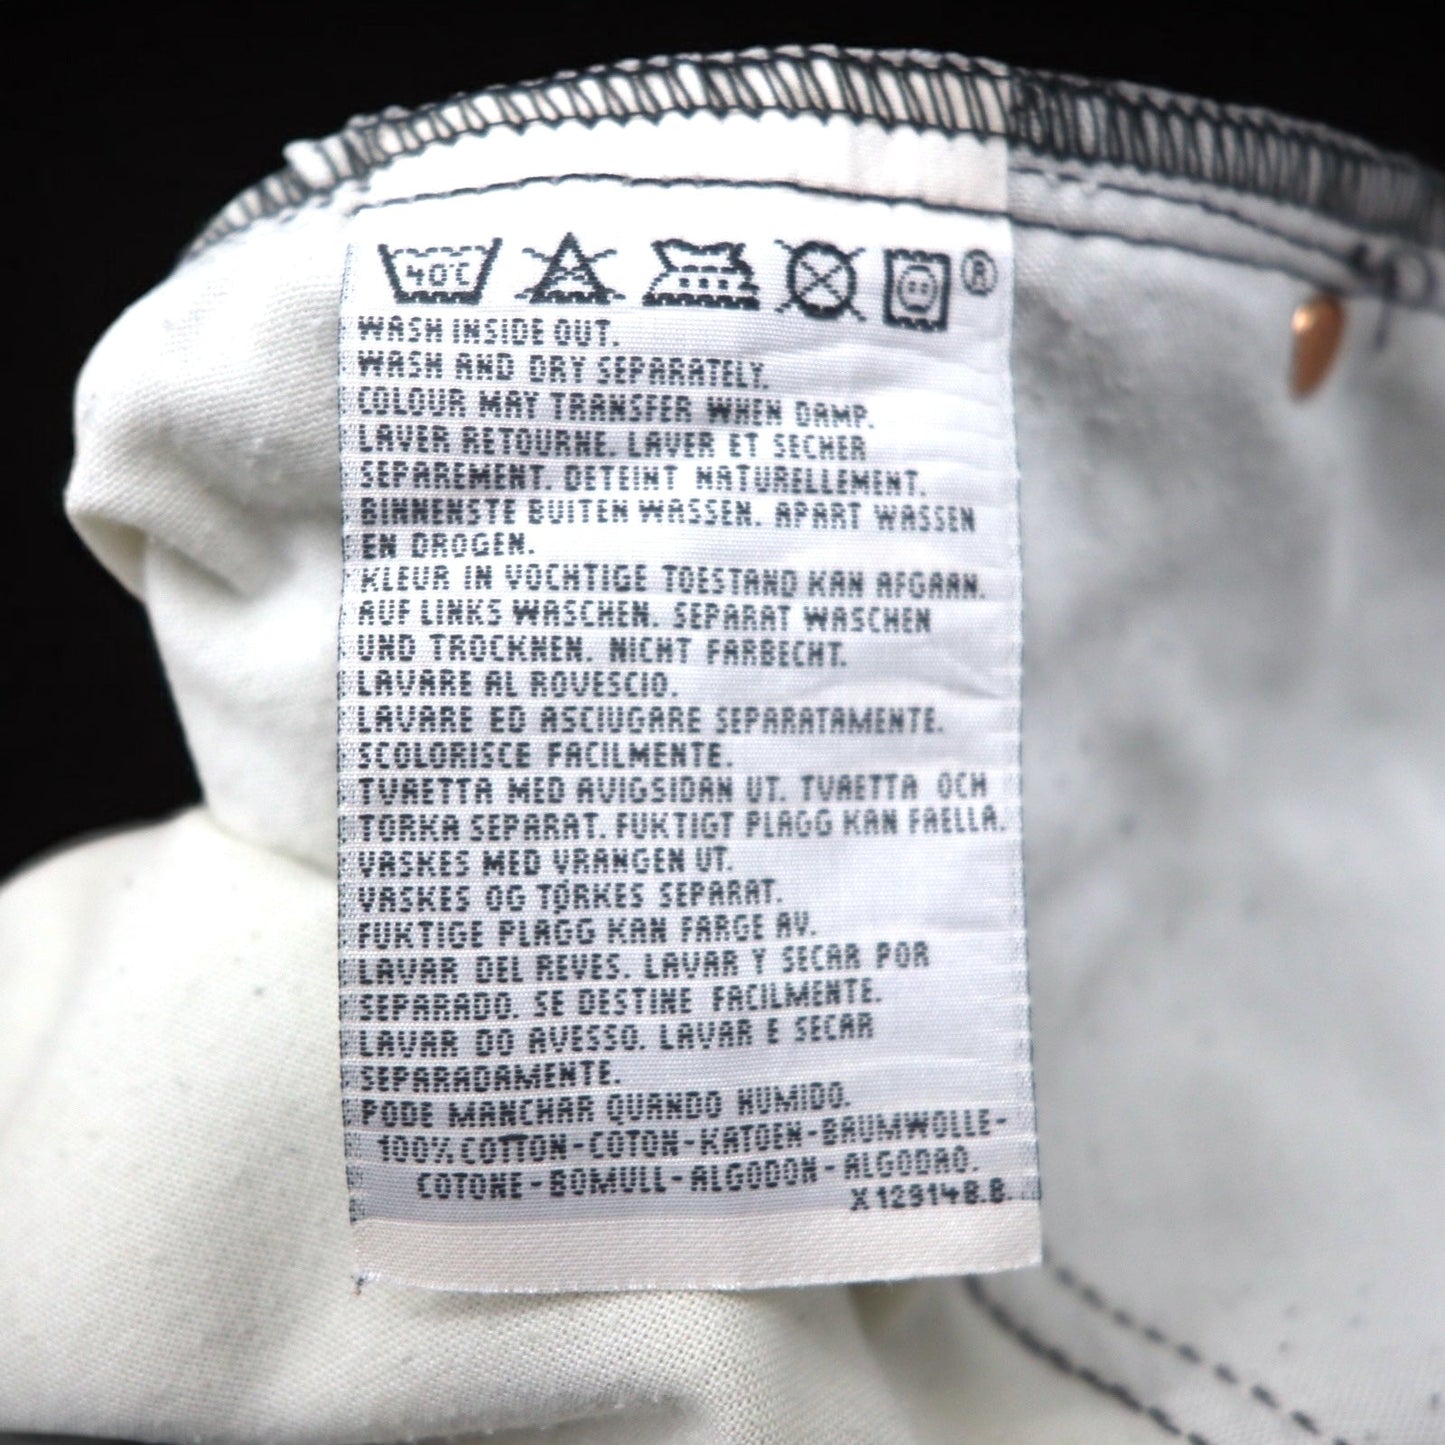 40°C ®
WASH INSIDE OUT.
WASH AND DRY SEPARATELY.
COLOUR MAY TRANSFER WHEN DAMP.
LAVER RETOURNE. LAVER ET SECHER
SEPAREMENT. DETEINT NATURELLEMENT.
BINNENSTE BUITEN WASSEN. APART WASSEN
EN DROGEN.
KLEUR IN VOCHTIGE TOESTAND KAN AFGAAN.
AUF LINKS WASCHEN. SEPARAT WASCHEN
UND TROCKNEN. NICHT FARBECHT.
LAVARE AL ROVESCIO.
LAVARE ED ASCIUGARE SEPARATAMENTE.
SCOLORISCE FACILMENTE.
TVAETTA MED AVIGSIDAN UT. TVAETTA OCH
TORKA SEPARAT. FUKTIGT PLAGG KAN FAELLA.
VASKES MED VRANGEN UT.
VASKES OG TØRKES SEPARAT.
FUKTIGE PLAGG KAN FARGE AV.
LAVAR DEL REVES. LAVAR Y SECAR POR
SEPARADO. SE DESTINE FACILMENTE.
LAVAR DO AVESSO. LAVAR E SECAR
SEPARADAMENTE.
PODE MANCHAR QUANDO HUMIDO.
100% COTTON-COTON-KATOEN-BAUMWOLLE-
COTONE-BOMULL-ALGODON-ALGODAO.
X 12914 B.B.